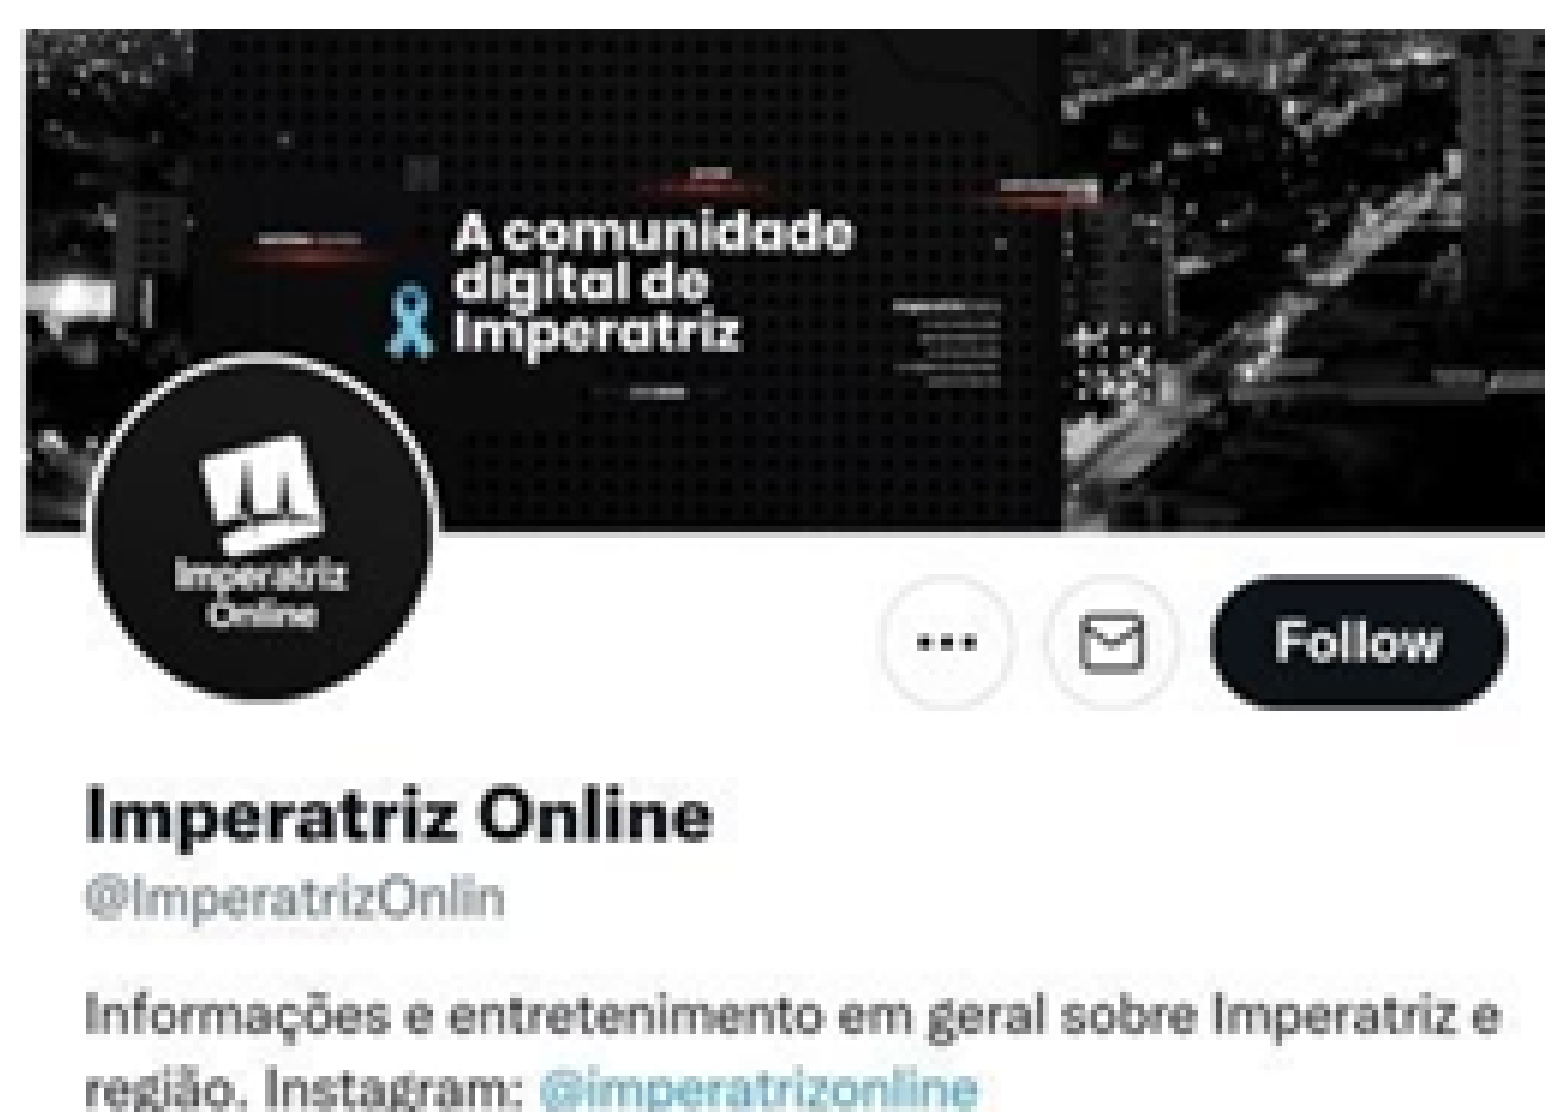 A comunidade
digital de
Imperatriz
Imperatriz
Online
Follow
Imperatriz Online
@ImperatrizOnlin
Informações e entretenimento em geral sobre Imperatriz e
região. Instagram: @imperatrizonline